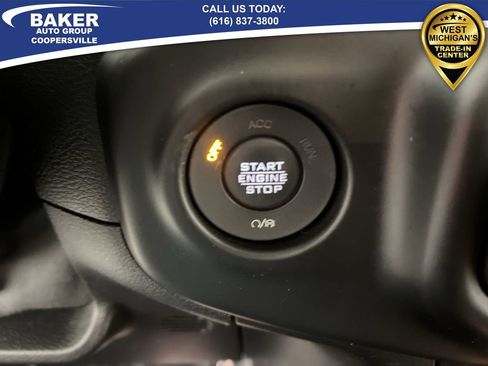 BAKER
AUTO GROUP
COOPERSVILLE
CALL US TODAY:
(616) 837-3800
WEST
MICHIGAN'S
TRADE-IN
CENTER
ACC
OFF
RUN
START
ENGINE
STOP